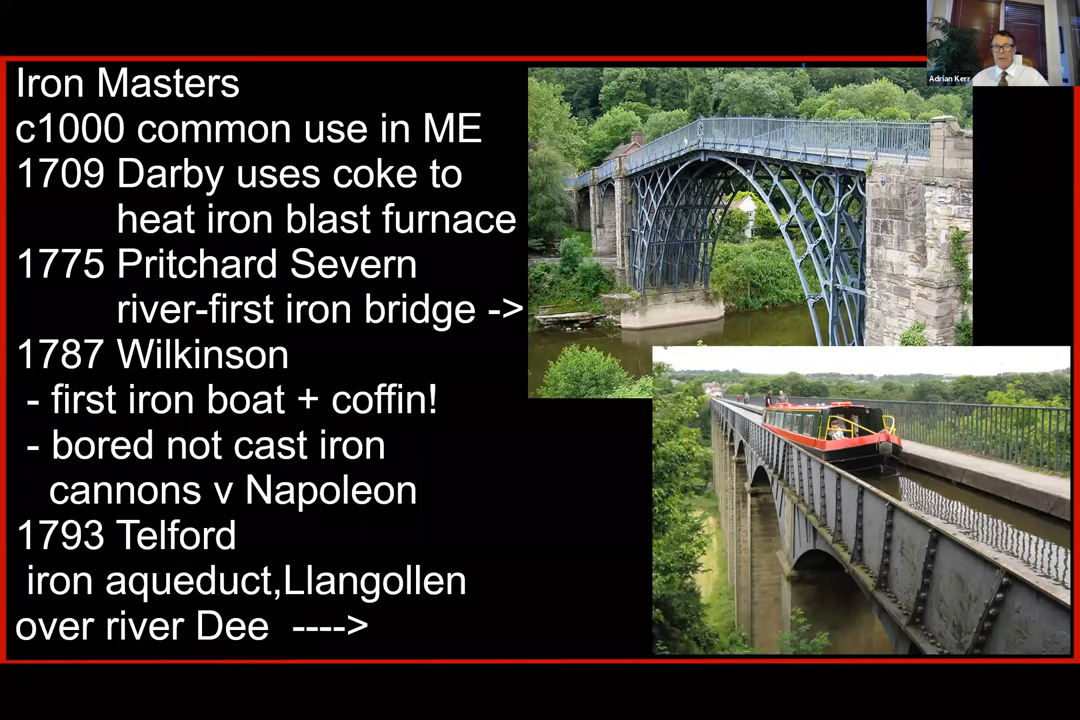 Iron Masters
c1000 common use in ME
1709 Darby uses coke to
heat iron blast furnace
1775 Pritchard Severn
river-first iron bridge ->
1787 Wilkinson
- first iron boat + coffin!
- bored not cast iron
cannons v Napoleon
1793 Telford
iron aqueduct,Llangollen
over river Dee ---->
Adrian Kerr